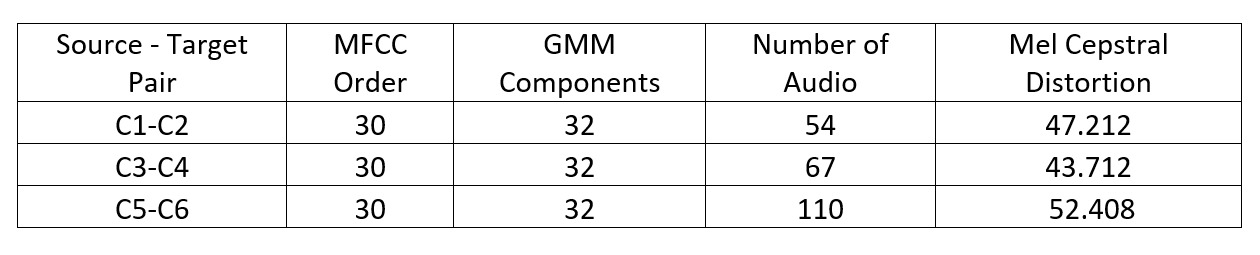 Source - Target Pair MFCC Order GMM Components Number of Audio Mel Cepstral Distortion
C1-C2 30 32 54 47.212
C3-C4 30 32 67 43.712
C5-C6 30 32 110 52.408